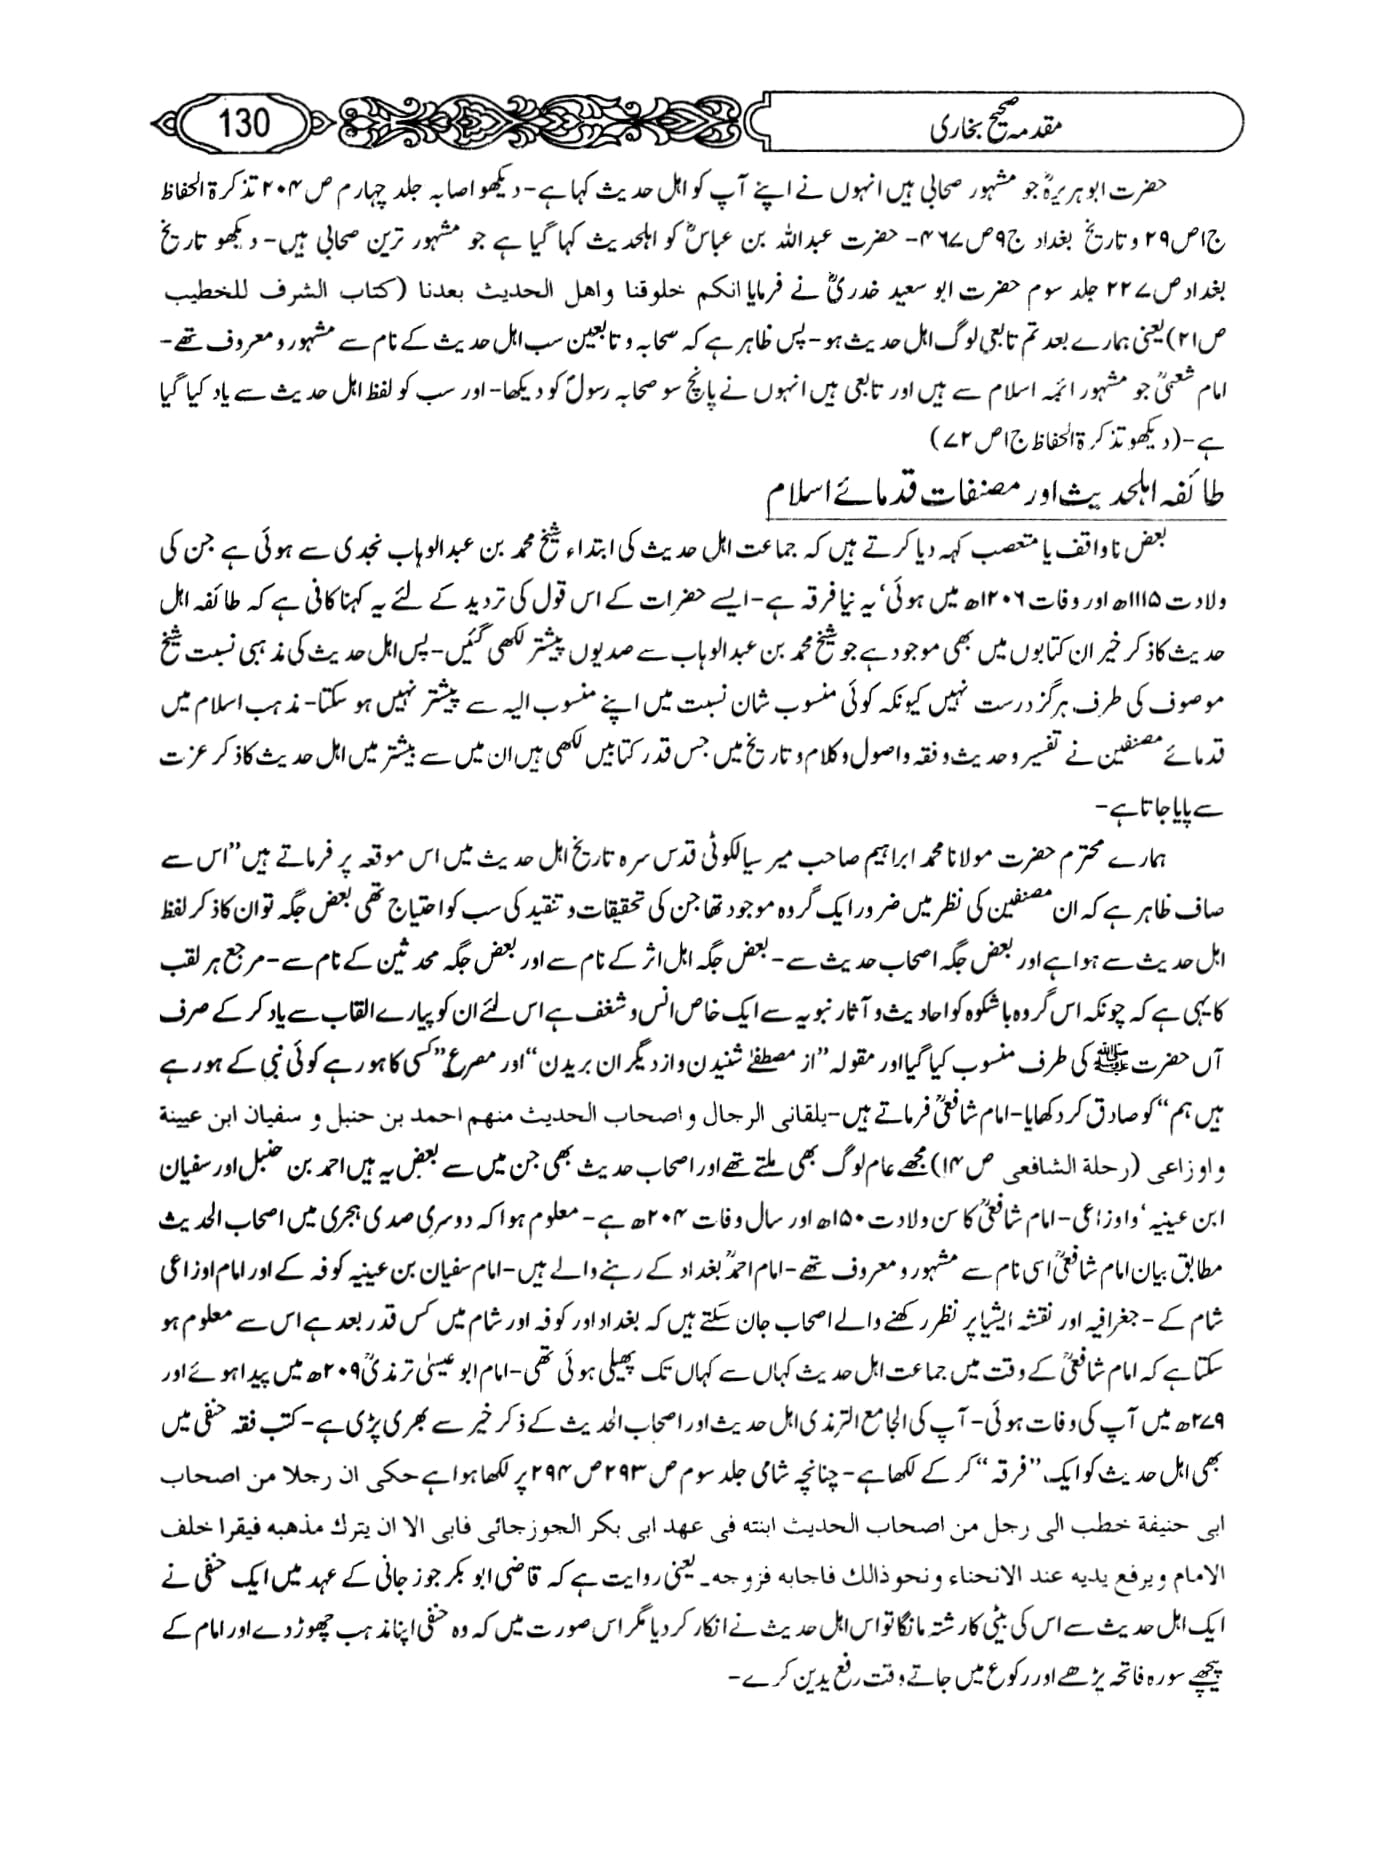 130
مقدمہ صحیح بخاری
حضرت ابو ہریرہؓ جو مشہور صحابی ہیں انہوں نے اپنے آپ کو اہل حدیث کہا ہے- دیکھو اصابہ جلد چہارم ص ۲۰۴ تذکرۃ الحفاظ
ج۱ص ۲۹ و تاریخ بغداد ج۹ص ۴۶۷- حضرت عبداللہ بن عباسؓ کو اہلحدیث کہا گیا ہے جو مشہور ترین صحابی ہیں- دیکھو تاریخ
بغداد ص ۲۲۷ جلد سوم حضرت ابو سعید خدریؓ نے فرمایا انکم خلوقنا و اھل الحدیث بعدنا (کتاب الشرف للخطیب
ص۲۱) یعنی ہمارے بعد تم تابعی لوگ اہل حدیث ہو- پس ظاہر ہے کہ صحابہ و تابعین سب اہل حدیث کے نام سے مشہور و معروف تھے-
امام شعبیؒ جو مشہور ائمہ اسلام سے ہیں اور تابعی ہیں انہوں نے پانچ سو صحابہ رسولؐ کو دیکھا- اور سب کو لفظ اہل حدیث سے یاد کیا گیا
ہے-(دیکھو تذکرۃ الحفاظ ج۱ص ۷۲)
طائفہ اہلحدیث اور مصنفات قدمائے اسلام
بعض ناواقف یا متعصب کہہ دیا کرتے ہیں کہ جماعت اہل حدیث کی ابتداء شیخ محمد بن عبدالوہاب نجدی سے ہوئی ہے جن کی
ولادت ۱۱۱۵ھ اور وفات ۱۲۰۶ھ میں ہوئی‘ یہ نیا فرقہ ہے- ایسے حضرات کے اس قول کی تردید کے لئے یہ کہنا کافی ہے کہ طائفہ اہل
حدیث کا ذکر خیر ان کتابوں میں بھی موجود ہے جو شیخ محمد بن عبدالوہاب سے صدیوں پیشتر لکھی گئیں- پس اہل حدیث کی مذہبی نسبت شیخ
موصوف کی طرف ہرگز درست نہیں کیونکہ کوئی منسوب شان نسبت میں اپنے منسوب الیہ سے پیشتر نہیں ہو سکتا- مذہب اسلام میں
قدمائے مصنفین نے تفسیر و حدیث و فقہ و اصول و کلام و تاریخ میں جس قدر کتابیں لکھی ہیں ان میں سے بیشتر میں اہل حدیث کا ذکر عزت
سے پایا جاتا ہے-
ہمارے محترم حضرت مولانا محمد ابراہیم صاحب میر سیالکوٹی قدس سرہ تاریخ اہل حدیث میں اس موقعہ پر فرماتے ہیں ”اس سے
صاف ظاہر ہے کہ ان مصنفین کی نظر میں ضرور ایک گروہ موجود تھا جن کی تحقیقات و تنقید کی سب کو احتیاج تھی بعض جگہ تو ان کا ذکر لفظ
اہل حدیث سے ہوا ہے اور بعض جگہ اصحاب حدیث سے- بعض جگہ اہل اثر کے نام سے اور بعض جگہ محدثین کے نام سے- مرجع ہر لقب
کا یہی ہے کہ چونکہ اس گروہ باشکوہ کو احادیث و آثار نبویہ سے ایک خاص انس و شغف ہے اس لئے ان کو پیارے القاب سے یاد کر کے صرف
آں حضرت ﷺ کی طرف منسوب کیا گیا اور مقولہ ”از مصطفےٰ شنیدن و از دیگراں بریدن“ اور مصرع ”کسی کا ہو رہے کوئی نبی کے ہو رہے
ہیں ہم“ کو صادق کر دکھایا- امام شافعیؒ فرماتے ہیں- یلقانی الرجال و اصحاب الحدیث منھم احمد بن حنبل و سفیان ابن عیینة
و اوزاعی (رحلة الشافعی ص ۱۴) مجھے عام لوگ بھی ملتے تھے اور اصحاب حدیث بھی جن میں سے بعض یہ ہیں احمد بن حنبل اور سفیان
ابن عینیہ‘ و اوزاعی- امام شافعیؒ کا سن ولادت ۱۵۰ھ اور سال وفات ۲۰۴ھ ہے- معلوم ہوا کہ دوسری صدی ہجری میں اصحاب الحدیث
مطابق بیان امام شافعیؒ اسی نام سے مشہور و معروف تھے- امام احمدؒ بغداد کے رہنے والے ہیں- امام سفیان بن عینیہ کوفہ کے اور امام اوزاعی
شام کے- جغرافیہ اور نقشہ ایشیا پر نظر رکھنے والے اصحاب جان سکتے ہیں کہ بغداد اور کوفہ اور شام میں کس قدر بعد ہے اس سے معلوم ہو
سکتا ہے کہ امام شافعیؒ کے وقت میں جماعت اہل حدیث کہاں سے کہاں تک پھیلی ہوئی تھی- امام ابو عیسیٰ ترمذیؒ ۲۰۹ھ میں پیدا ہوئے اور
۲۷۹ھ میں آپ کی وفات ہوئی- آپ کی الجامع الترمذی اہل حدیث اور اصحاب الحدیث کے ذکر خیر سے بھری پڑی ہے- کتب فقہ حنفی میں
بھی اہل حدیث کو ایک ”فرقہ“ کر کے لکھا ہے- چنانچہ شامی جلد سوم ص ۲۹۳ ص ۲۹۴ پر لکھا ہوا ہے حکی ان رجلا من اصحاب
ابی حنیفة خطب الی رجل من اصحاب الحدیث ابنته فی عھد ابی بکر الجوزجائی فابی الا ان یترك مذھبه فیقرا خلف
الامام ویرفع یدیه عند الانحناء ونحو ذالك فاجابه فزوجه۔ یعنی روایت ہے کہ قاضی ابو بکر جوزجانی کے عہد میں ایک حنفی نے
ایک اہل حدیث سے اس کی بیٹی کا رشتہ مانگا تو اس اہل حدیث نے انکار کر دیا مگر اس صورت میں کہ وہ حنفی اپنا مذہب چھوڑ دے اور امام کے
پیچھے سورہ فاتحہ پڑھے اور رکوع میں جاتے وقت رفع یدین کرے-